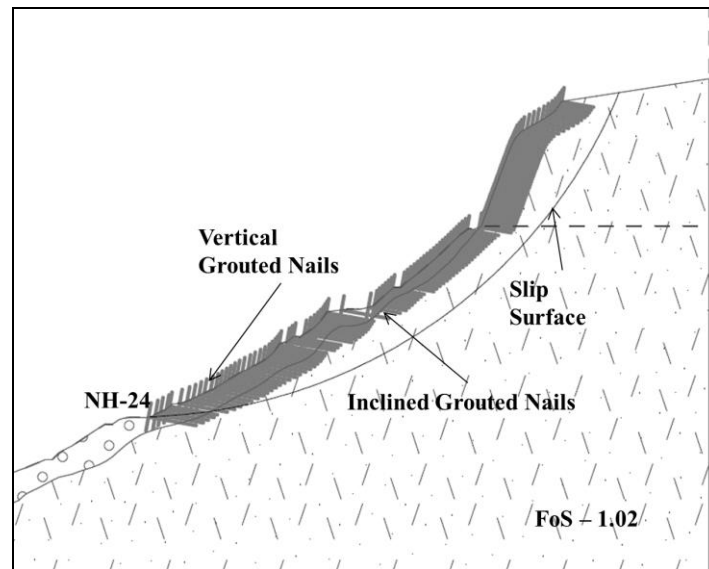 Vertical
Grouted Nails
Slip
Surface
NH-24
Inclined Grouted Nails
FoS – 1.02